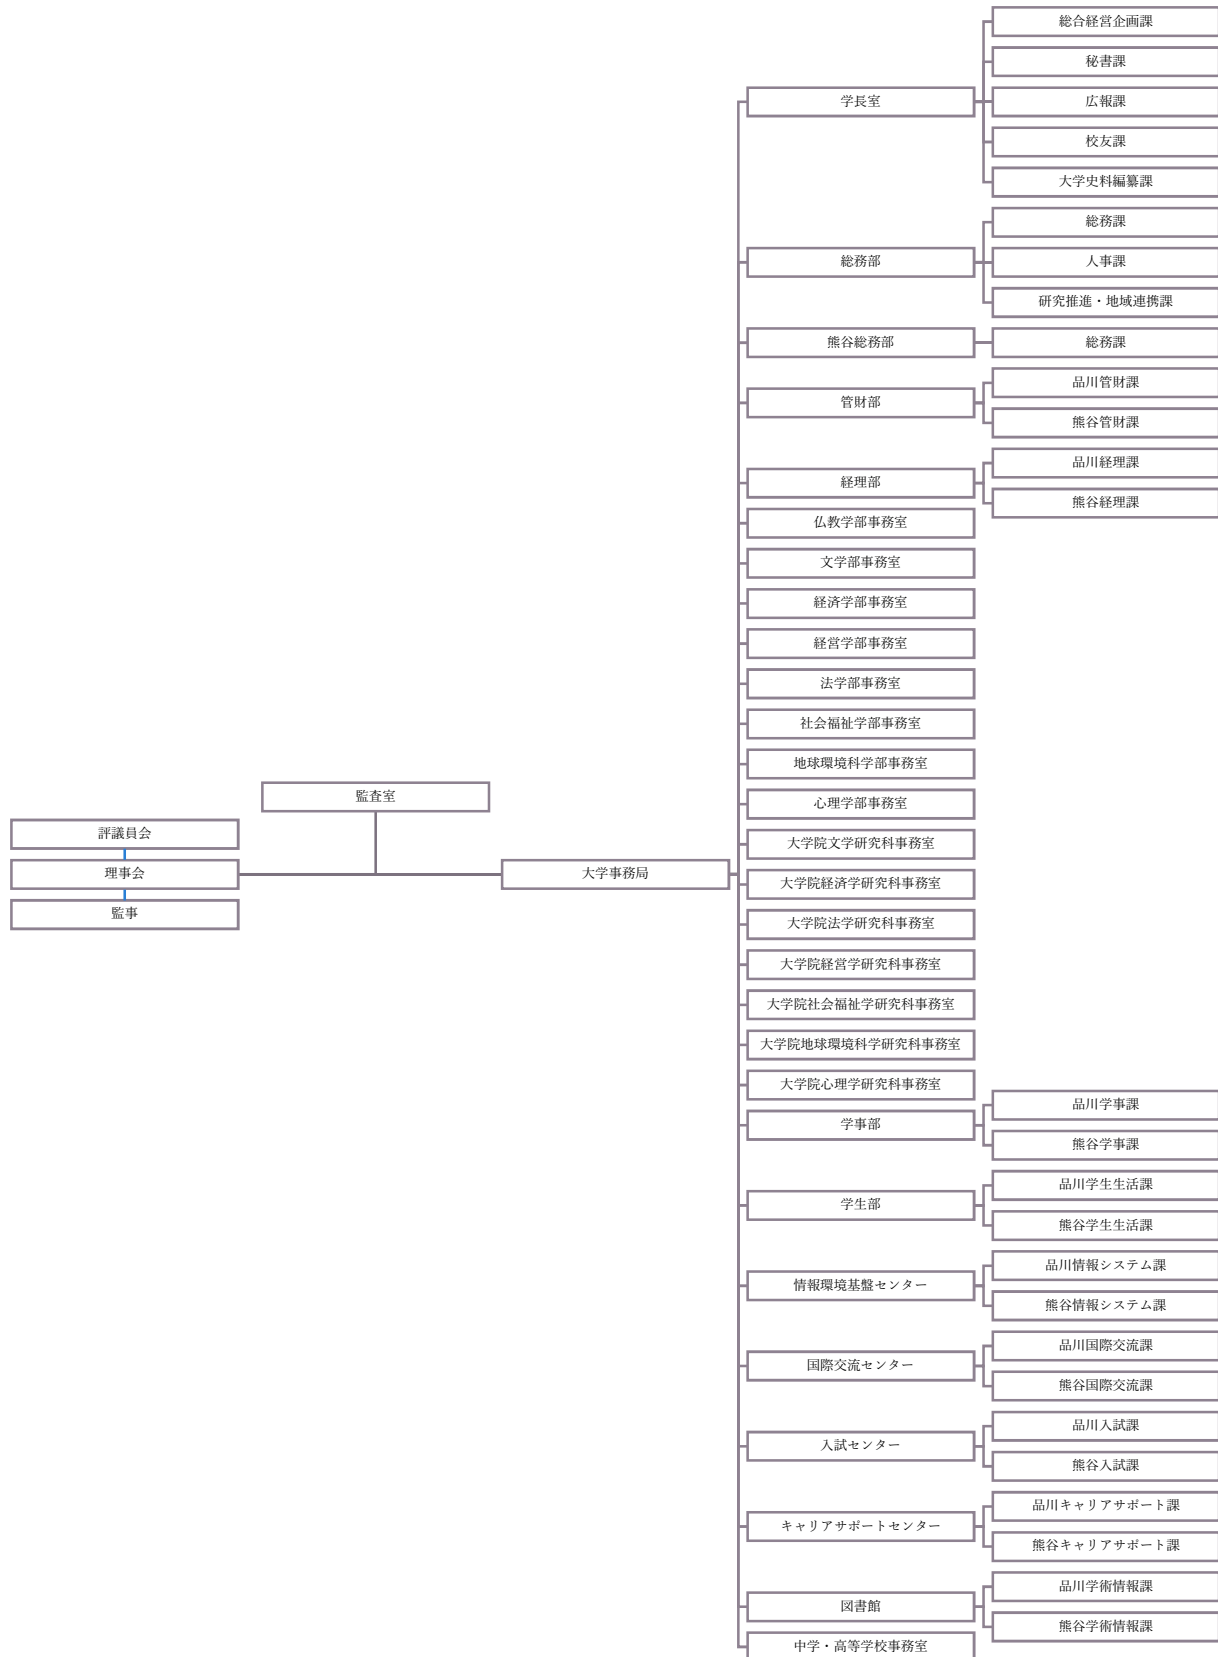 評議員会
理事会
監事
監査室
大学事務局
学長室
総合経営企画課
秘書課
広報課
校友課
大学史料編纂課
総務部
総務課
人事課
研究推進・地域連携課
熊谷総務部
総務課
管財部
品川管財課
熊谷管財課
経理部
品川経理課
熊谷経理課
仏教学部事務室
文学部事務室
経済学部事務室
経営学部事務室
法学部事務室
社会福祉学部事務室
地球環境科学部事務室
心理学部事務室
大学院文学研究科事務室
大学院経済学研究科事務室
大学院法学研究科事務室
大学院経営学研究科事務室
大学院社会福祉学研究科事務室
大学院地球環境科学研究科事務室
大学院心理学研究科事務室
学事部
品川学事課
熊谷学事課
学生部
品川学生生活課
熊谷学生生活課
情報環境基盤センター
品川情報システム課
熊谷情報システム課
国際交流センター
品川国際交流課
熊谷国際交流課
入試センター
品川入試課
熊谷入試課
キャリアサポートセンター
品川キャリアサポート課
熊谷キャリアサポート課
図書館
品川学術情報課
熊谷学術情報課
中学・高等学校事務室